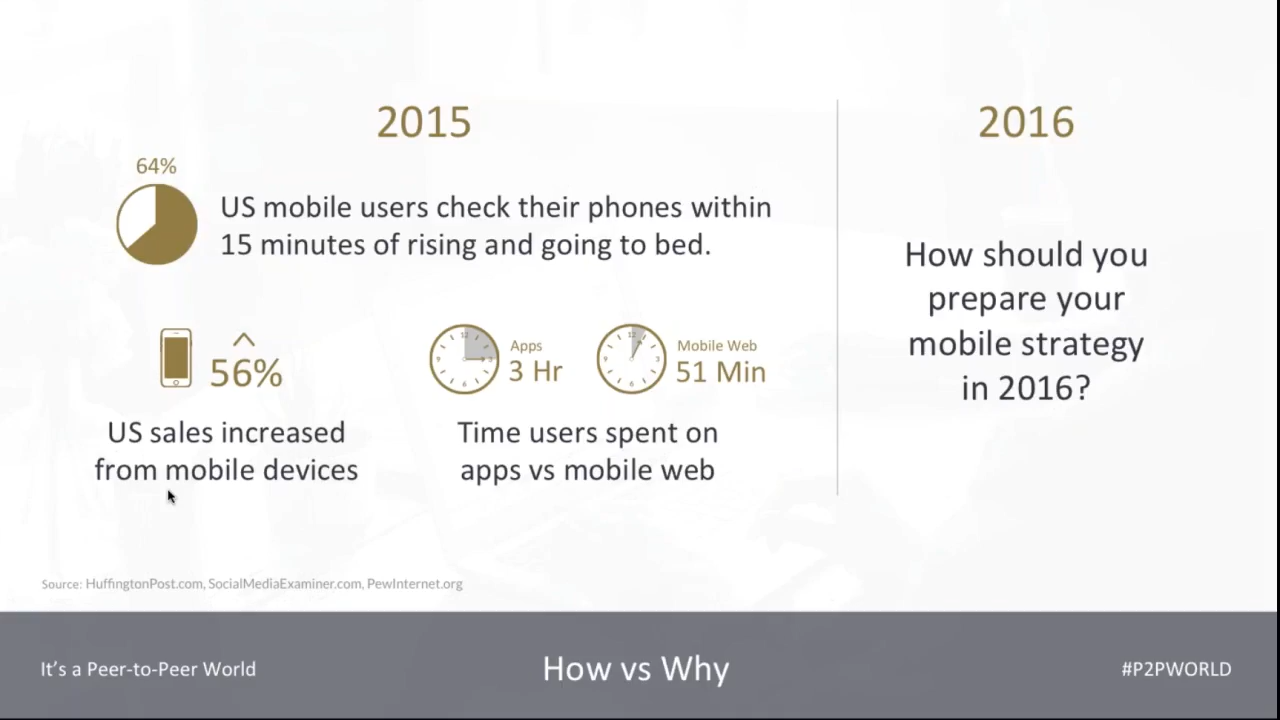 2015
64%
US mobile users check their phones within
15 minutes of rising and going to bed.
56%
US sales increased
from mobile devices
Apps
3 Hr
Mobile Web
51 Min
Time users spent on
apps vs mobile web
2016
How should you
prepare your
mobile strategy
in 2016?
Source: HuffingtonPost.com, SocialMediaExaminer.com, PewInternet.org
It's a Peer-to-Peer World
How vs Why
#P2PWORLD